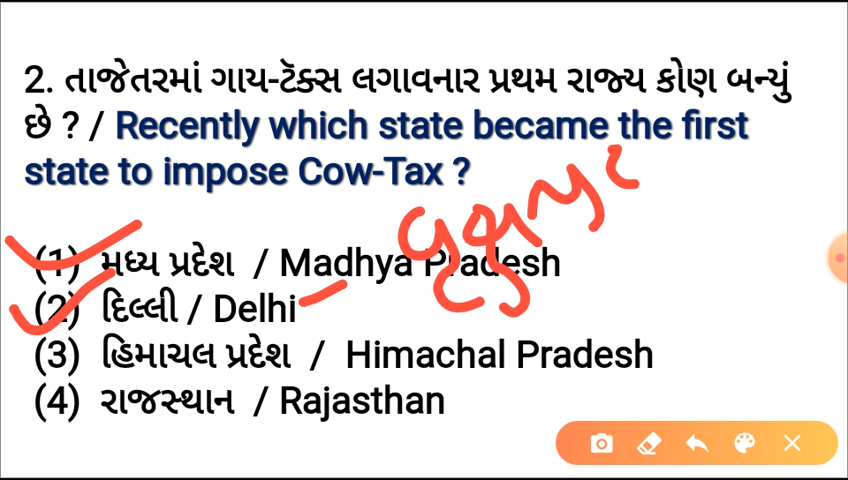 2. તાજેતરમાં ગાય-ટૅક્સ લગાવનાર પ્રથમ રાજ્ય કોણ બન્યું
છે ? / Recently which state became the first
state to impose Cow-Tax ?
(1) મધ્ય પ્રદેશ / Madhya Pradesh
(2) દિલ્લી / Delhi
(3) હિમાચલ પ્રદેશ / Himachal Pradesh
(4) રાજસ્થાન / Rajasthan